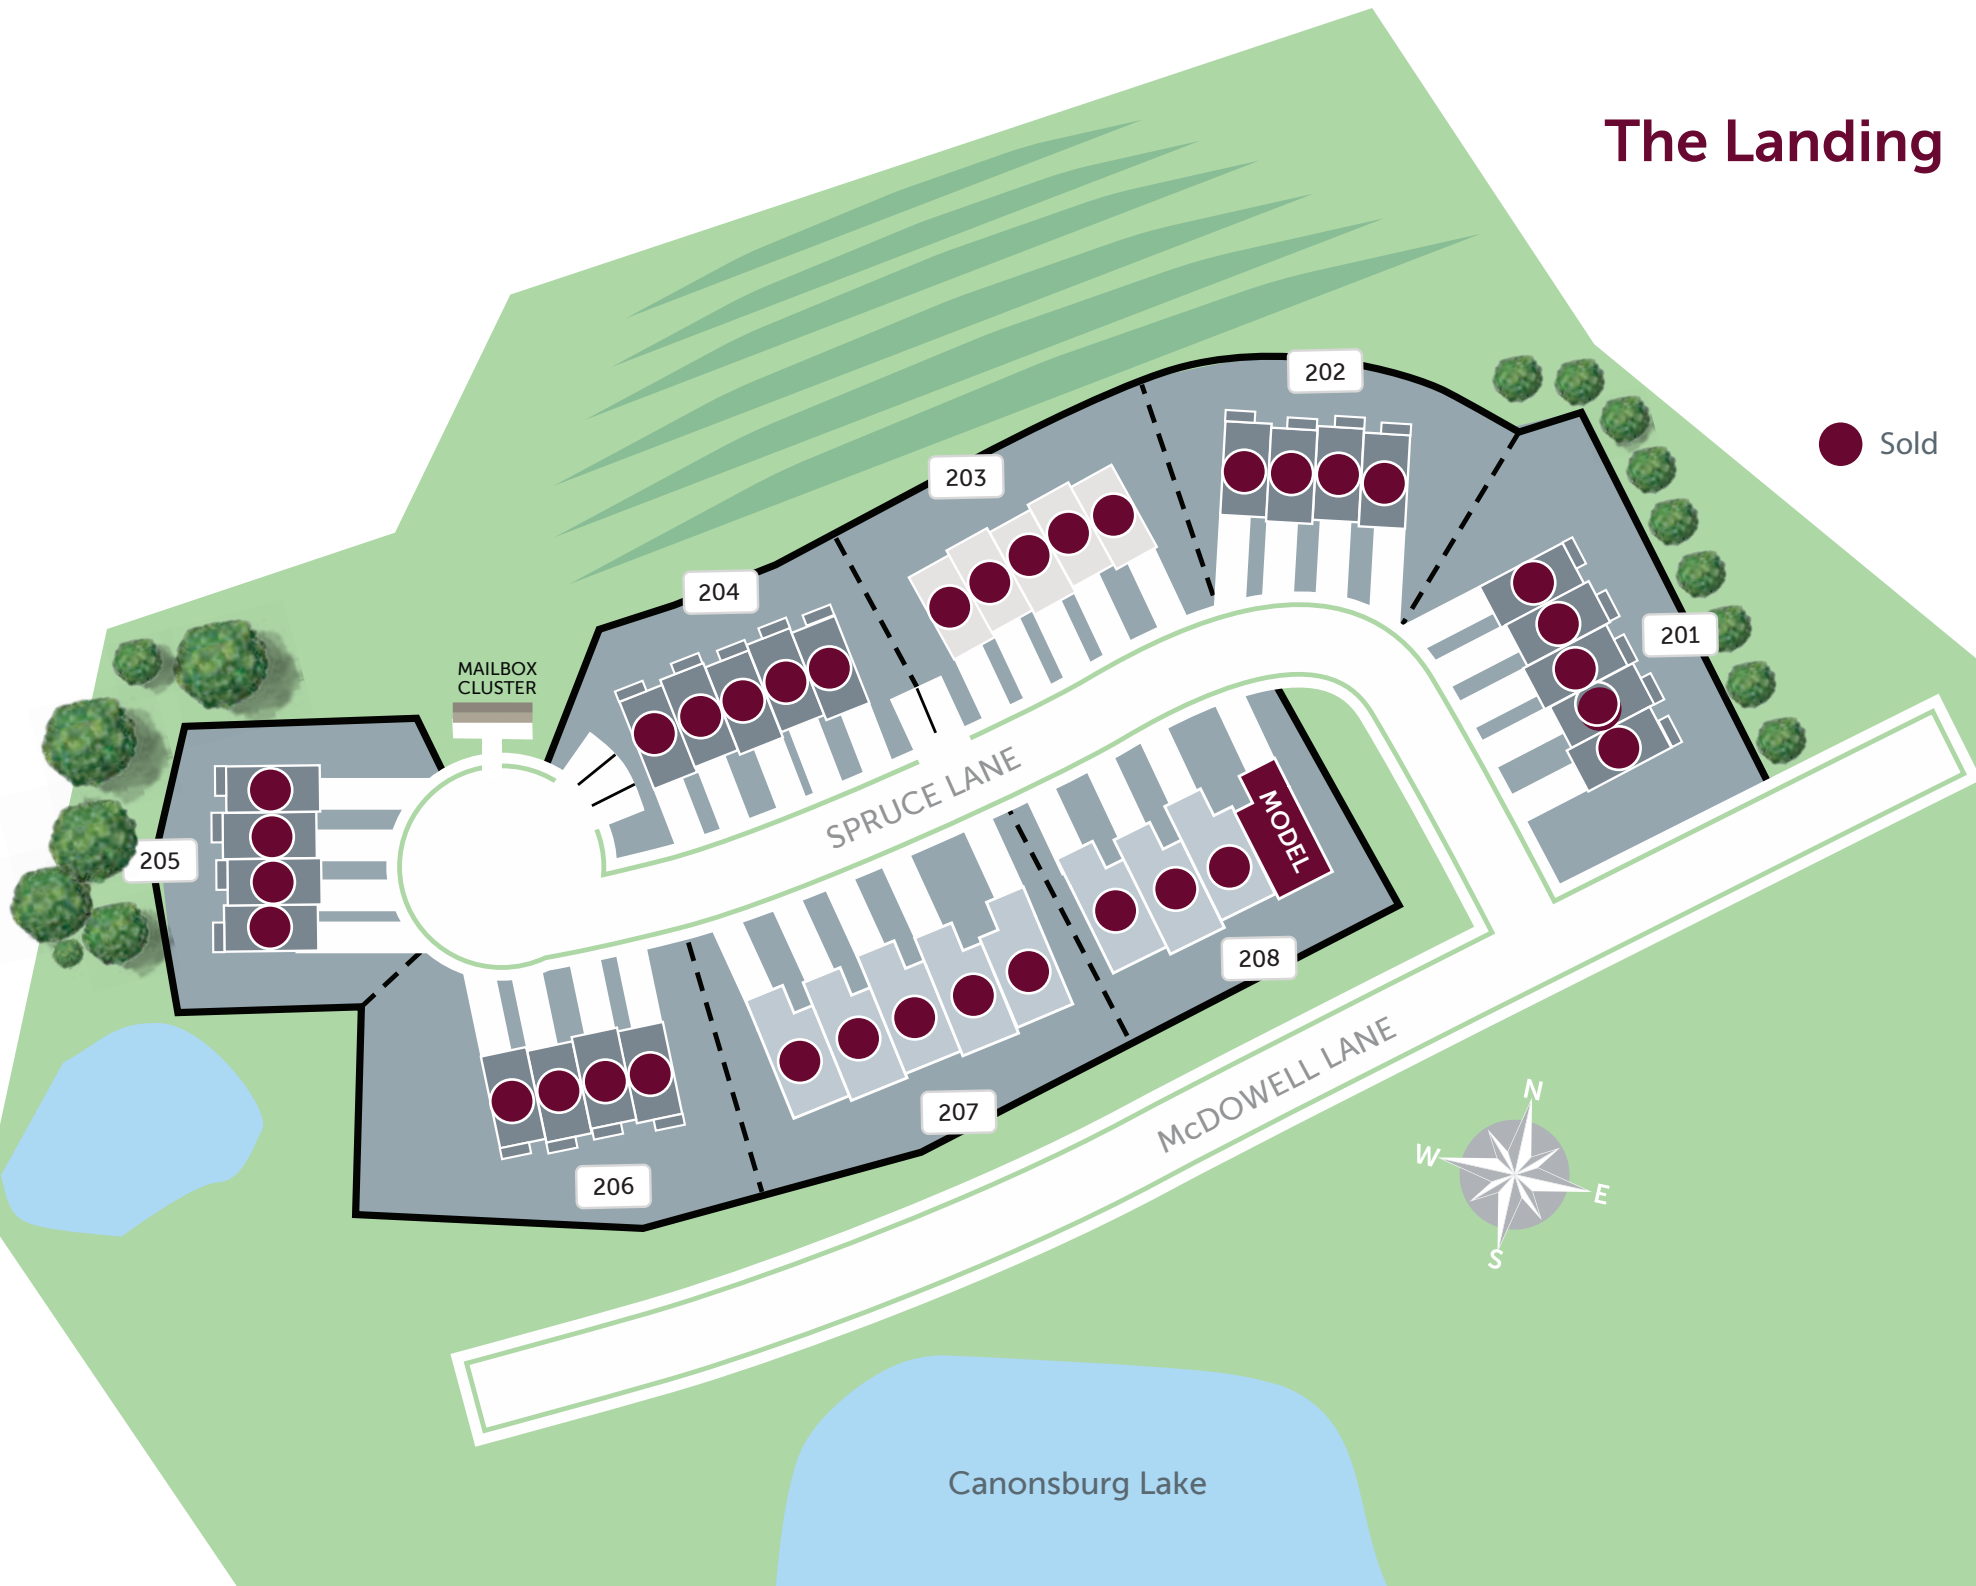 The Landing
Sold
202
203
204
201
MAILBOX
CLUSTER
SPRUCE LANE
MODEL
205
208
207
206
McDOWELL LANE
N
W
E
S
Canonsburg Lake